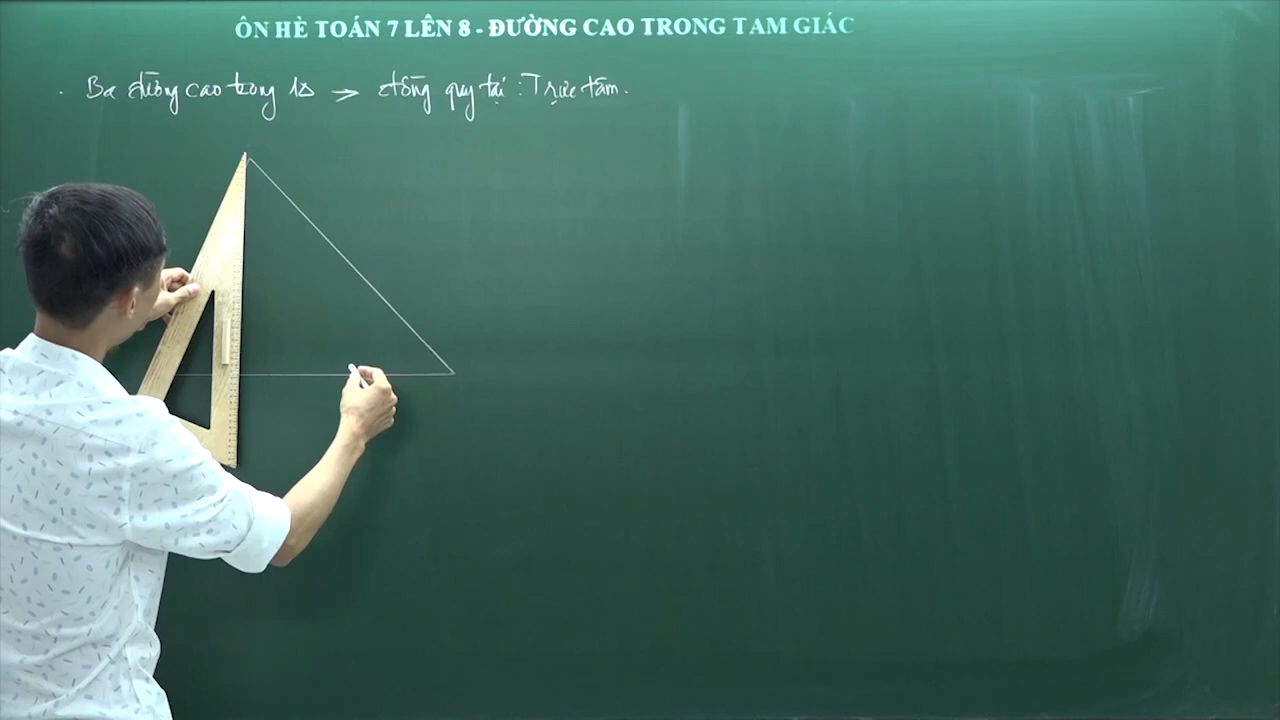 ÔN HÈ TOÁN 7 LÊN 8 - ĐƯỜNG CAO TRONG TAM GIÁC
. Ba đường cao trong 1Δ → đồng quy tại : Trực tâm.